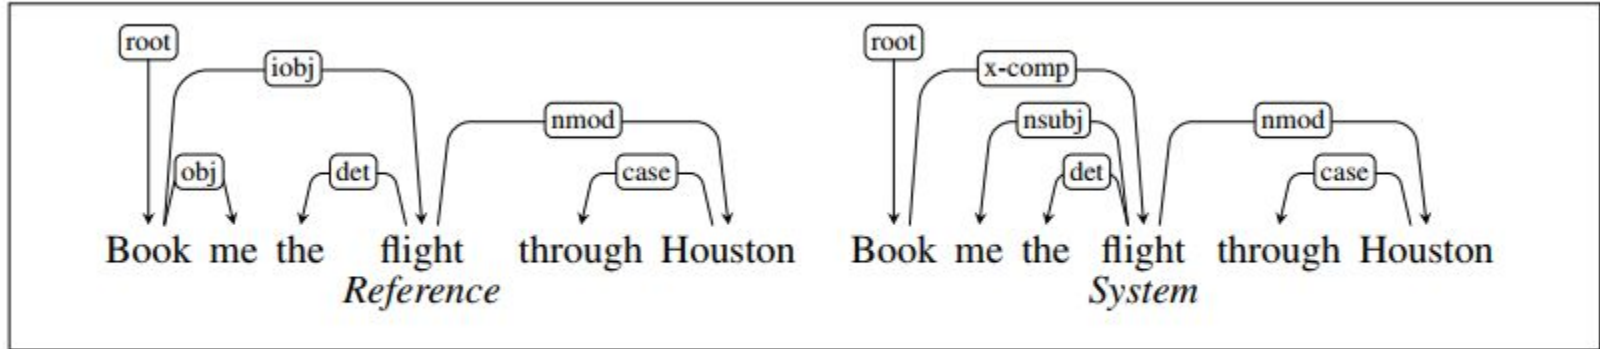 root root
iobj x-comp
nmod nsubj nmod
obj det case det case
Book me the flight through Houston Book me the flight through Houston
Reference System